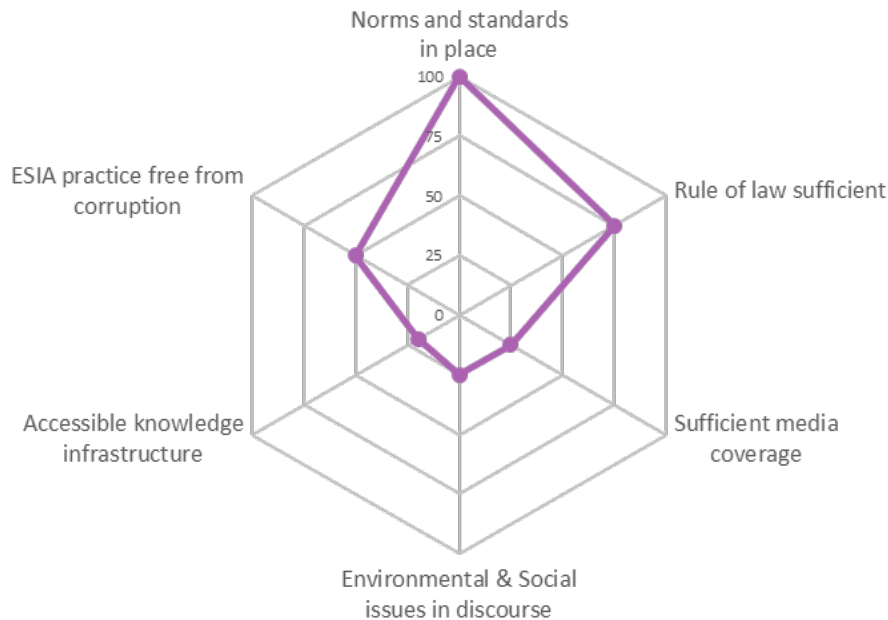 Norms and standards
in place
100
75
50
25
0
ESIA practice free from
corruption
Rule of law sufficient
Accessible knowledge
infrastructure
Sufficient media
coverage
Environmental & Social
issues in discourse